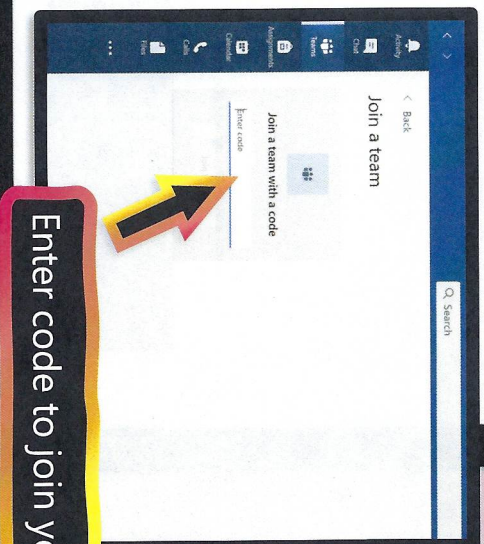 Search
Activity
Chat
Teams
Assignments
Calendar
Calls
Files
Back
Join a team
Join a team with a code
Enter code
Enter code to join